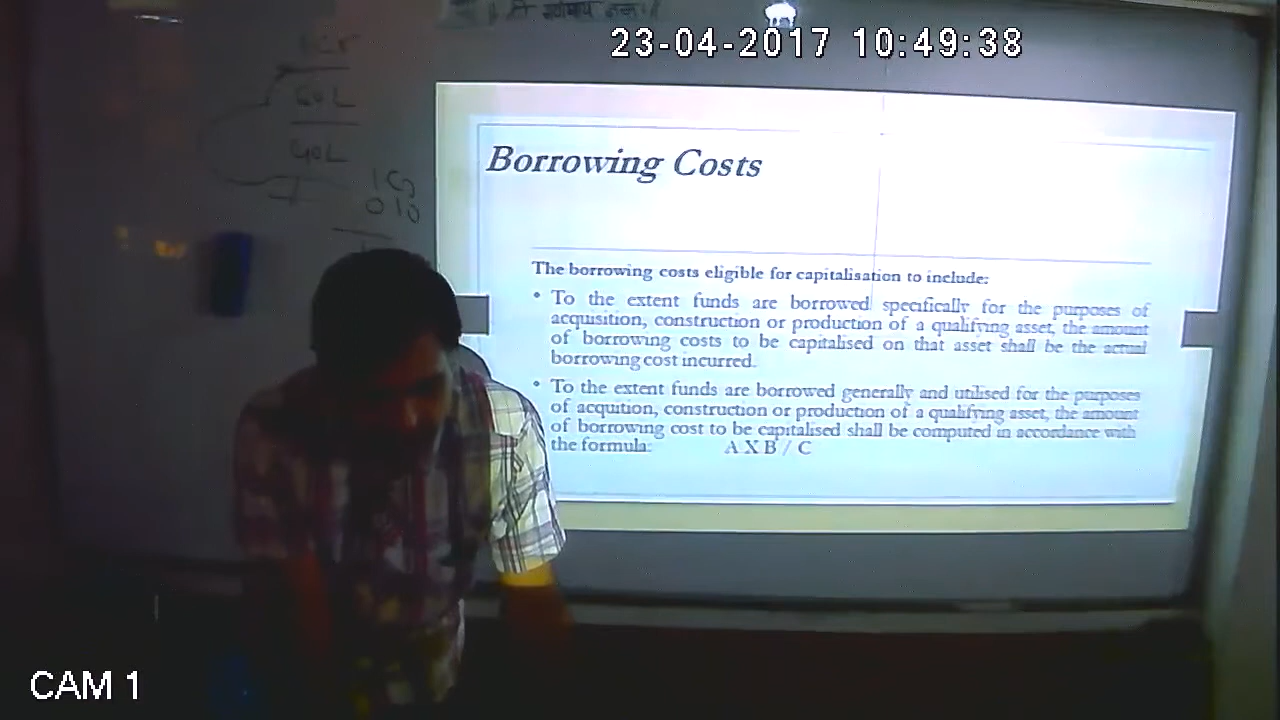 23-04-2017 10:49:38
1 Cr
60L
40L
Borrowing Costs
The borrowing costs eligible for capitalisation to include:
• To the extent funds are borrowed specifically for the purposes of
acquisition, construction or production of a qualifying asset, the amount
of borrowing costs to be capitalised on that asset shall be the actual
borrowing cost incurred.
• To the extent funds are borrowed generally and utilised for the purposes
of acquition, construction or production of a qualifying asset, the amount
of borrowing cost to be capitalised shall be computed in accordance with
the formula: A X B / C
CAM 1